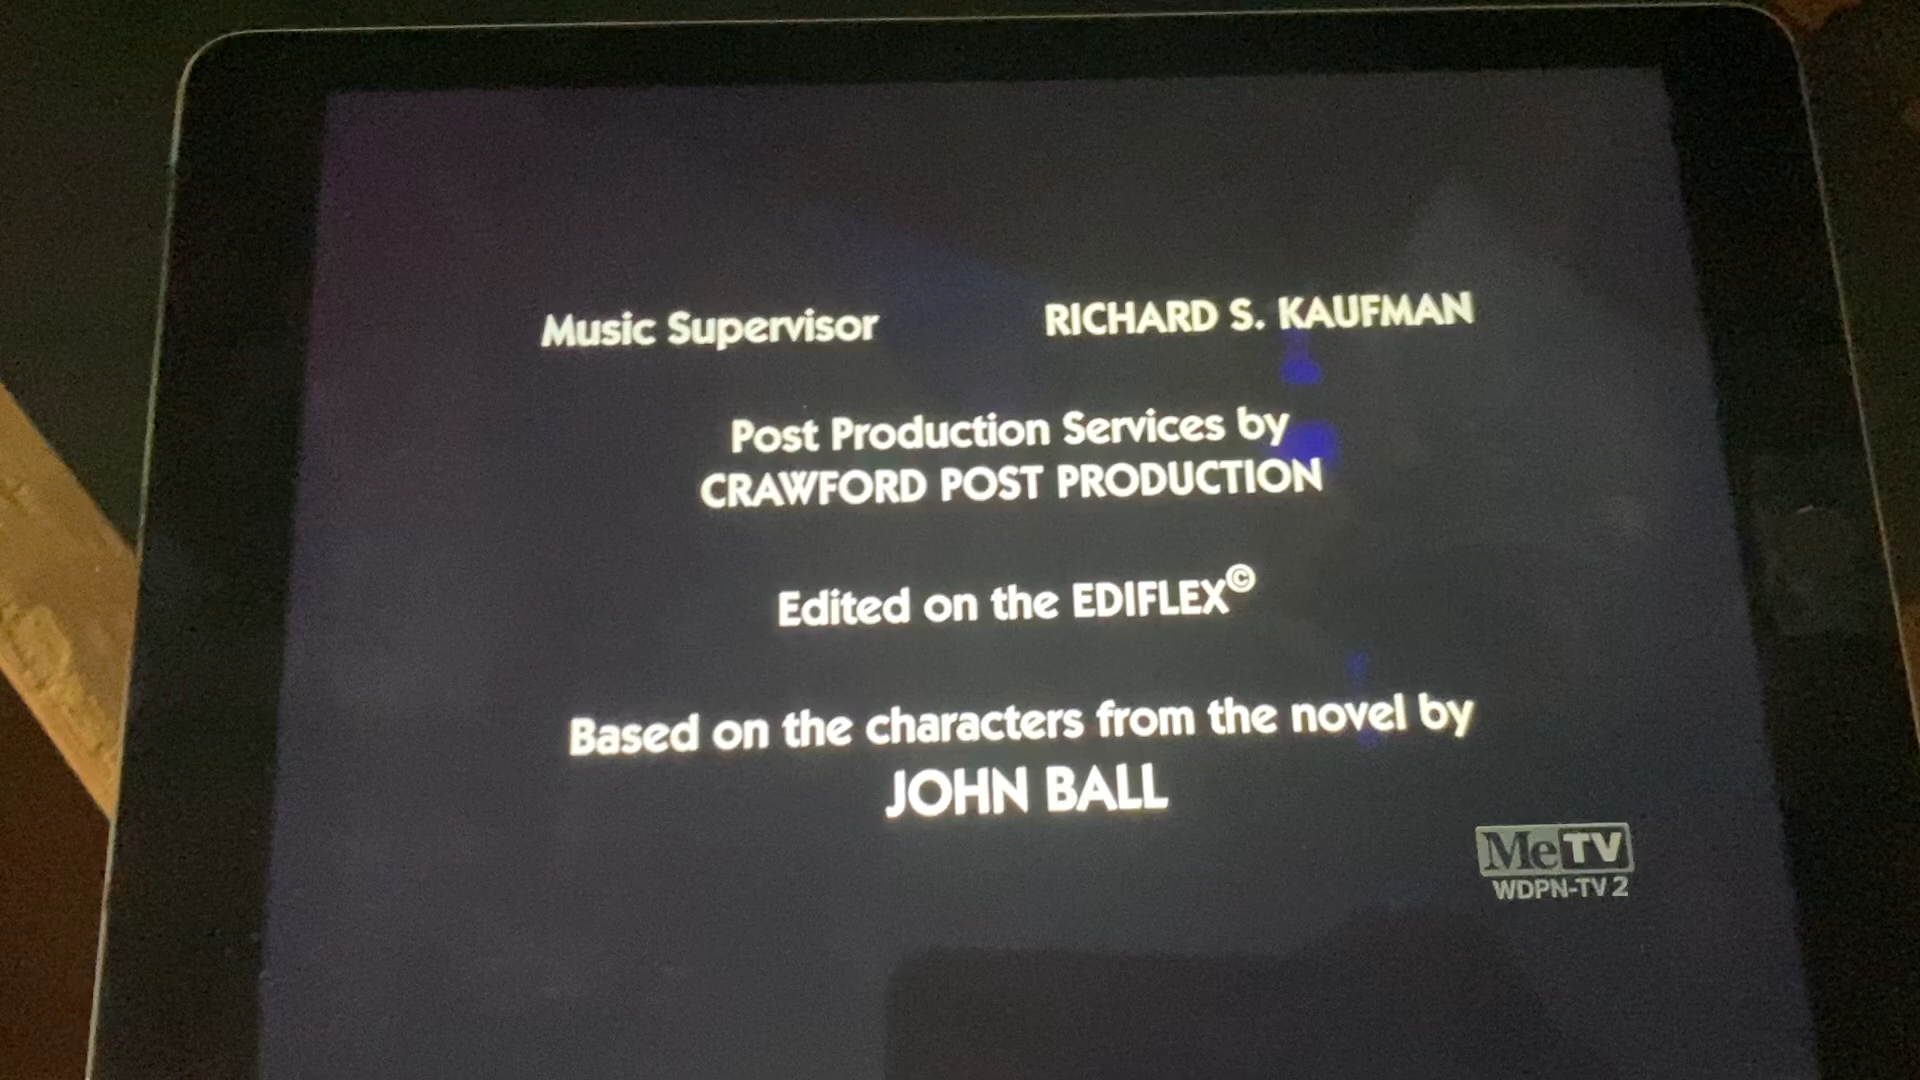 Music Supervisor RICHARD S. KAUFMAN
Post Production Services by
CRAWFORD POST PRODUCTION
Edited on the EDIFLEX©
Based on the characters from the novel by
JOHN BALL
MeTV
WDPN-TV 2